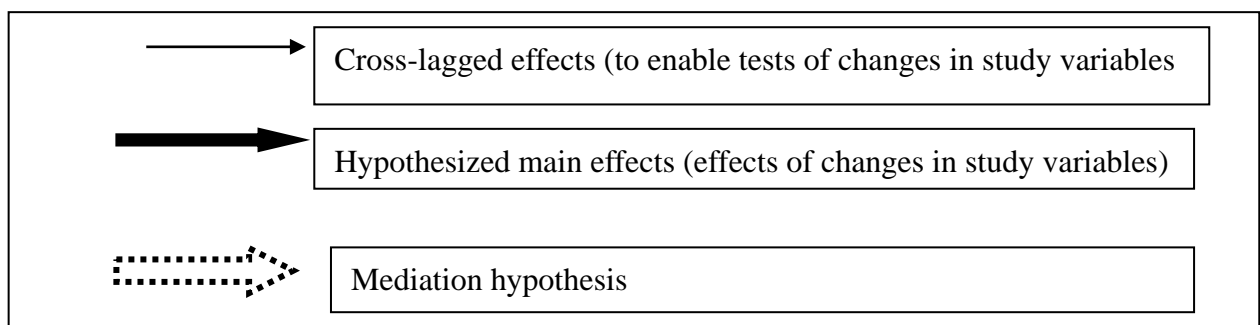 Cross-lagged effects (to enable tests of changes in study variables
Hypothesized main effects (effects of changes in study variables)
Mediation hypothesis